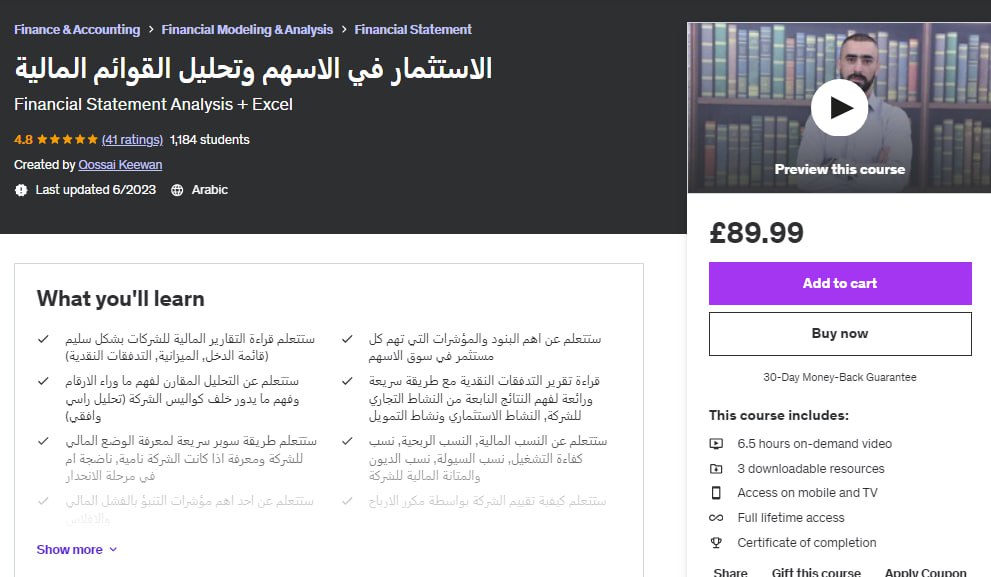 Finance & Accounting > Financial Modeling & Analysis > Financial Statement
الاستثمار في الاسهم وتحليل القوائم المالية
Financial Statement Analysis + Excel
4.8 ★★★★★ (41 ratings) 1,184 students
Created by Qossai Keewan
Last updated 6/2023 Arabic
What you'll learn
ستتعلم قراءة التقارير المالية للشركات بشكل سليم
(قائمة الدخل, الميزانية, التدفقات النقدية)
ستتعلم عن اهم البنود والمؤشرات التي تهم كل
مستثمر في سوق الاسهم
ستتعلم عن التحليل المقارن لفهم ما وراء الارقام
وفهم ما يدور خلف كواليس الشركة (تحليل راسي
وافقي)
قراءة تقرير التدفقات النقدية مع طريقة سريعة
ورائعة لفهم النتائج النابعة من النشاط التجاري
للشركة, النشاط الاستثماري ونشاط التمويل
ستتعلم طريقة سوبر سريعة لمعرفة الوضع المالي
للشركة ومعرفة اذا كانت الشركة نامية, ناضجة ام
في مرحلة الانحدار
ستتعلم عن النسب المالية, النسب الربحية, نسب
كفاءة التشغيل, نسب السيولة, نسب الديون
والمتانة المالية للشركة
ستتعلم عن احد اهم مؤشرات التنبؤ بالفشل المالي
والافلاس
ستتعلم كيفية تقييم الشركة بواسطة مكرر الارباح
Show more
Preview this course
£89.99
Add to cart
Buy now
30-Day Money-Back Guarantee
This course includes:
6.5 hours on-demand video
3 downloadable resources
Access on mobile and TV
Full lifetime access
Certificate of completion
Share Gift this course Apply Coupon